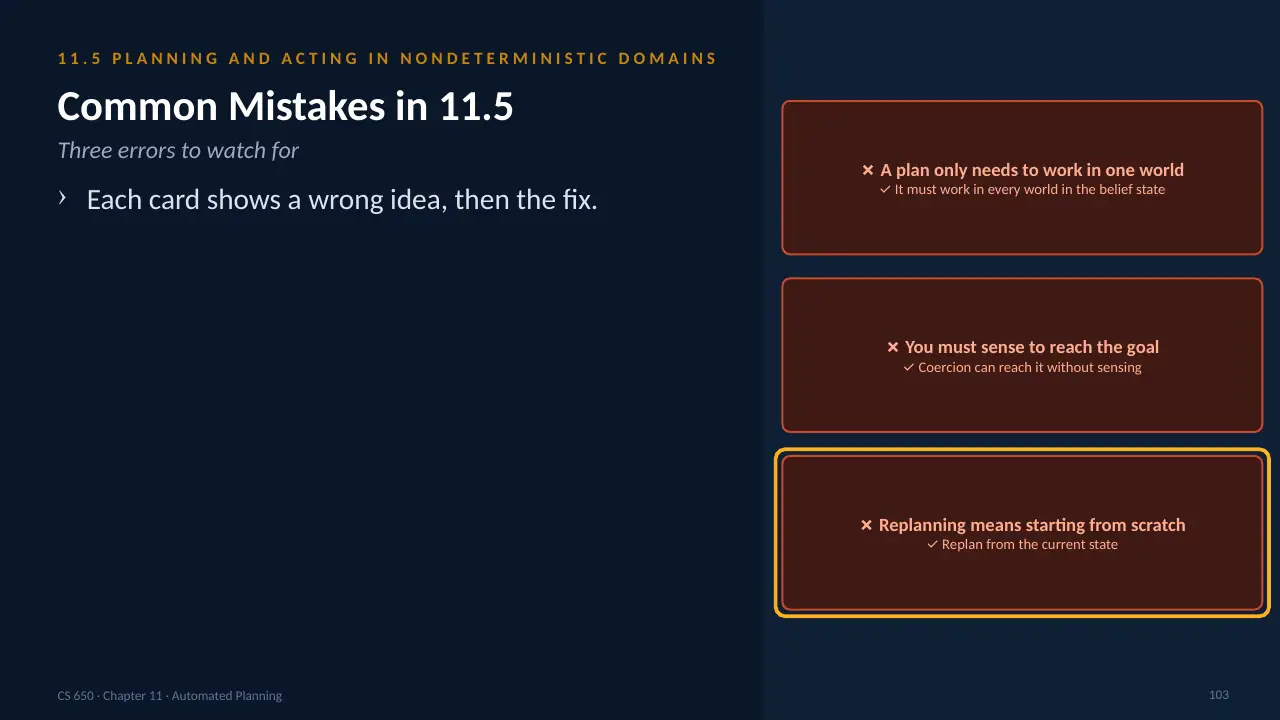 11.5 PLANNING AND ACTING IN NONDETERMINISTIC DOMAINS
Common Mistakes in 11.5
Three errors to watch for
› Each card shows a wrong idea, then the fix.
✕ A plan only needs to work in one world
✓ It must work in every world in the belief state
✕ You must sense to reach the goal
✓ Coercion can reach it without sensing
✕ Replanning means starting from scratch
✓ Replan from the current state
CS 650 · Chapter 11 · Automated Planning
103